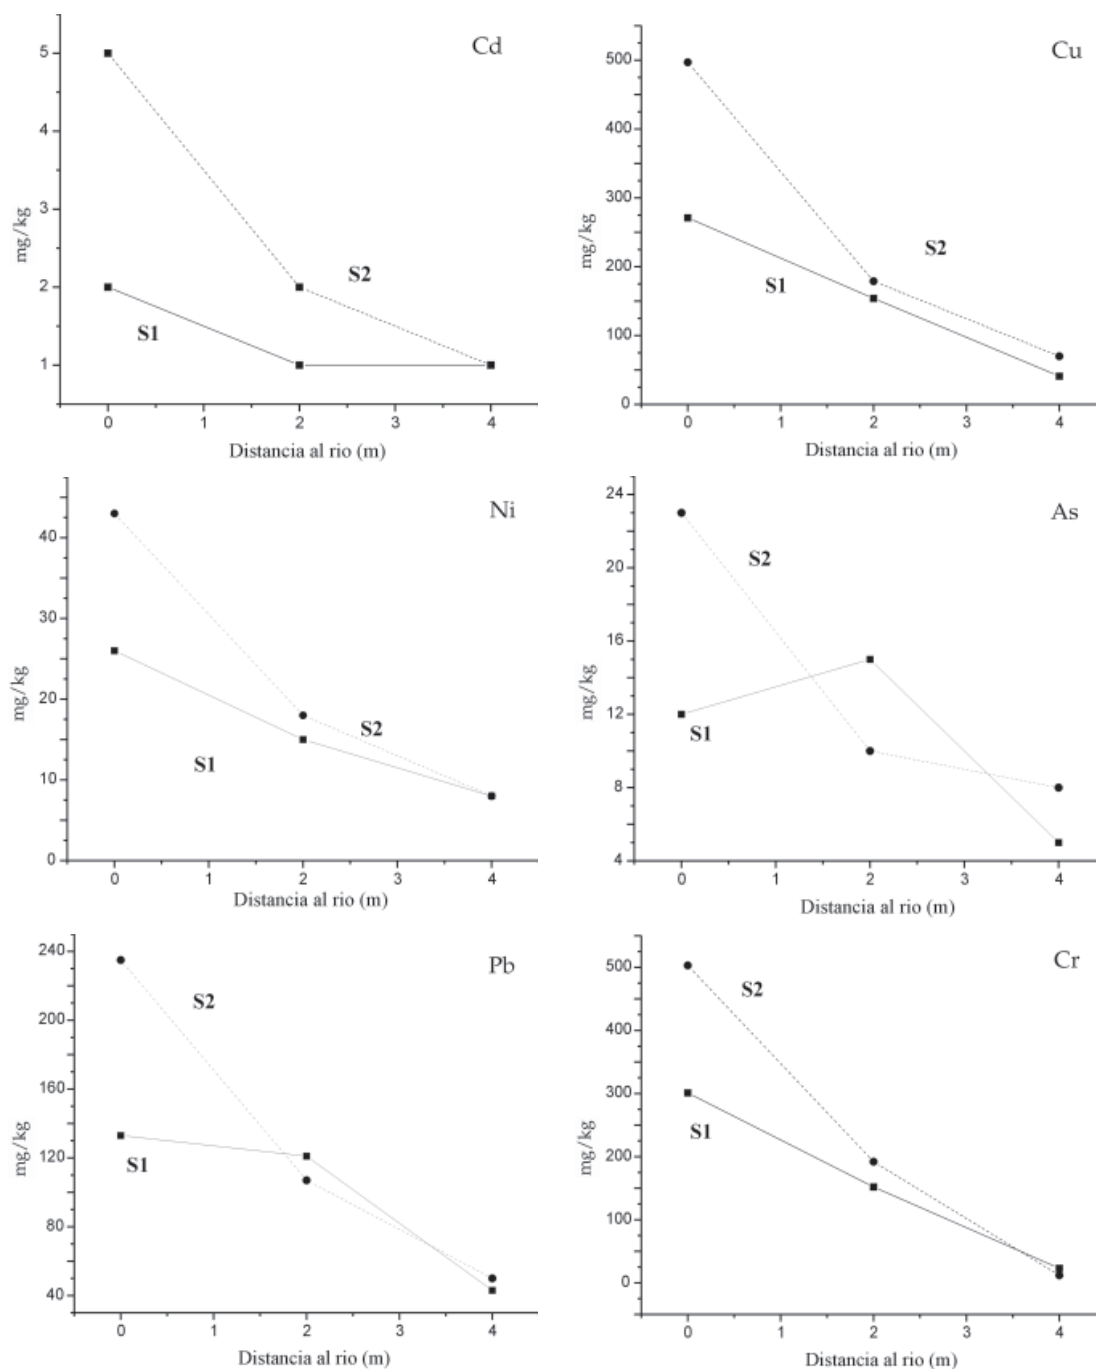 Cd
5
4
3
2
1
mg/kg
S2
S1
0 1 2 3 4
Distancia al rio (m)
Cu
500
400
300
200
100
0
mg/kg
S2
S1
0 1 2 3 4
Distancia al rio (m)
Ni
40
30
20
10
0
mg/kg
S2
S1
0 1 2 3 4
Distancia al rio (m)
As
24
20
16
12
8
4
mg/kg
S2
S1
0 1 2 3 4
Distancia al rio (m)
Pb
240
200
160
120
80
40
mg/kg
S2
S1
0 1 2 3 4
Distancia al rio (m)
Cr
500
400
300
200
100
0
mg/kg
S2
S1
0 1 2 3 4
Distancia al rio (m)